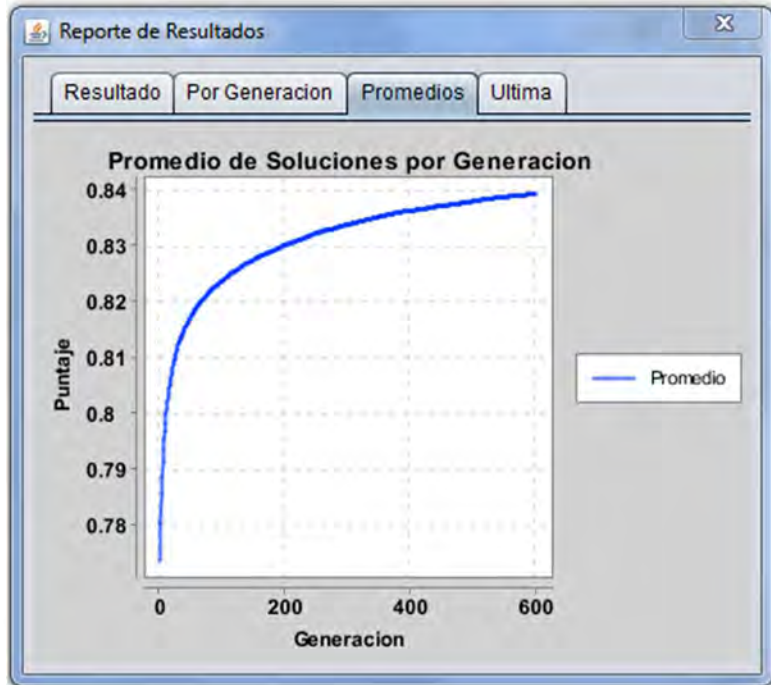 Reporte de Resultados
Resultado Por Generacion Promedios Ultima
Promedio de Soluciones por Generacion
0.84
0.83
0.82
0.81
0.8
0.79
0.78
Puntaje
0 200 400 600
Generacion
Promedio